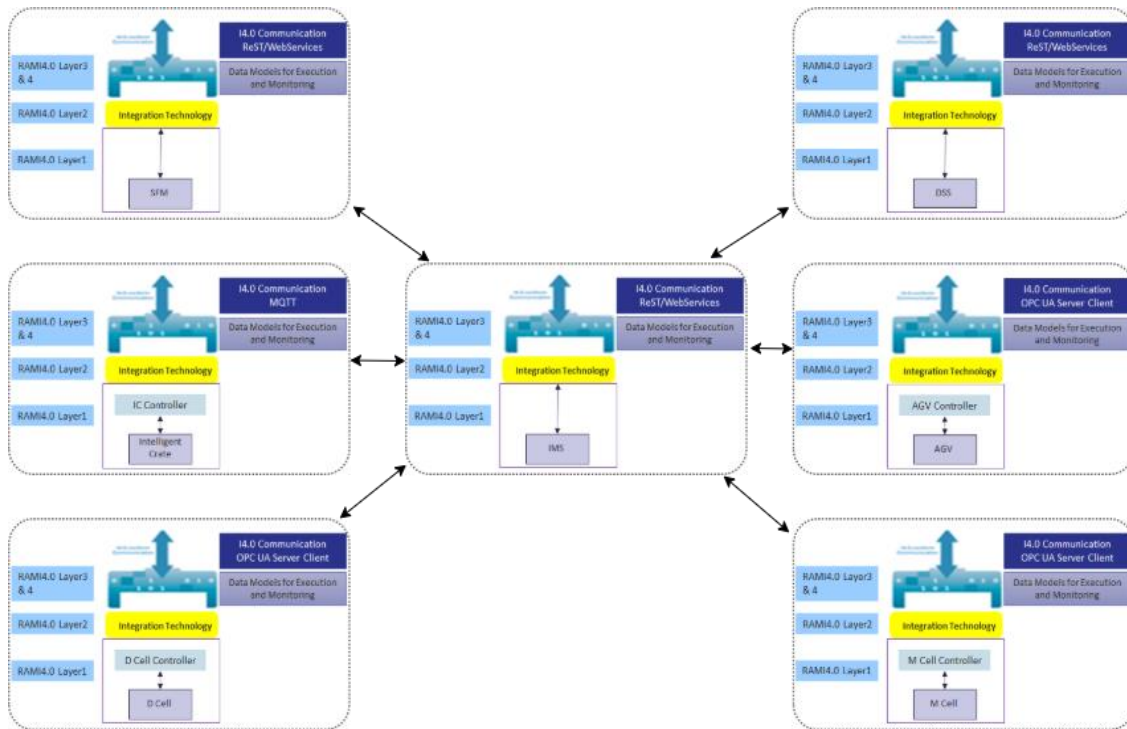 I4.0 Communication
ReST/WebServices
RAMI4.0 Layer3
& 4
Data Models for Execution
and Monitoring
RAMI4.0 Layer2
Integration Technology
RAMI4.0 Layer1
SFM
I4.0 Communication
ReST/WebServices
RAMI4.0 Layer3
& 4
Data Models for Execution
and Monitoring
RAMI4.0 Layer2
Integration Technology
RAMI4.0 Layer1
DSS
I4.0 Communication
MQTT
RAMI4.0 Layer3
& 4
Data Models for Execution
and Monitoring
RAMI4.0 Layer2
Integration Technology
RAMI4.0 Layer1
IC Controller
Intelligent
Crate
I4.0 Communication
ReST/WebServices
RAMI4.0 Layer3
& 4
Data Models for Execution
and Monitoring
RAMI4.0 Layer2
Integration Technology
RAMI4.0 Layer1
IMS
I4.0 Communication
OPC UA Server Client
RAMI4.0 Layer3
& 4
Data Models for Execution
and Monitoring
RAMI4.0 Layer2
Integration Technology
RAMI4.0 Layer1
AGV Controller
AGV
I4.0 Communication
OPC UA Server Client
RAMI4.0 Layer3
& 4
Data Models for Execution
and Monitoring
RAMI4.0 Layer2
Integration Technology
RAMI4.0 Layer1
D Cell Controller
D Cell
I4.0 Communication
OPC UA Server Client
RAMI4.0 Layer3
& 4
Data Models for Execution
and Monitoring
RAMI4.0 Layer2
Integration Technology
RAMI4.0 Layer1
M Cell Controller
M Cell